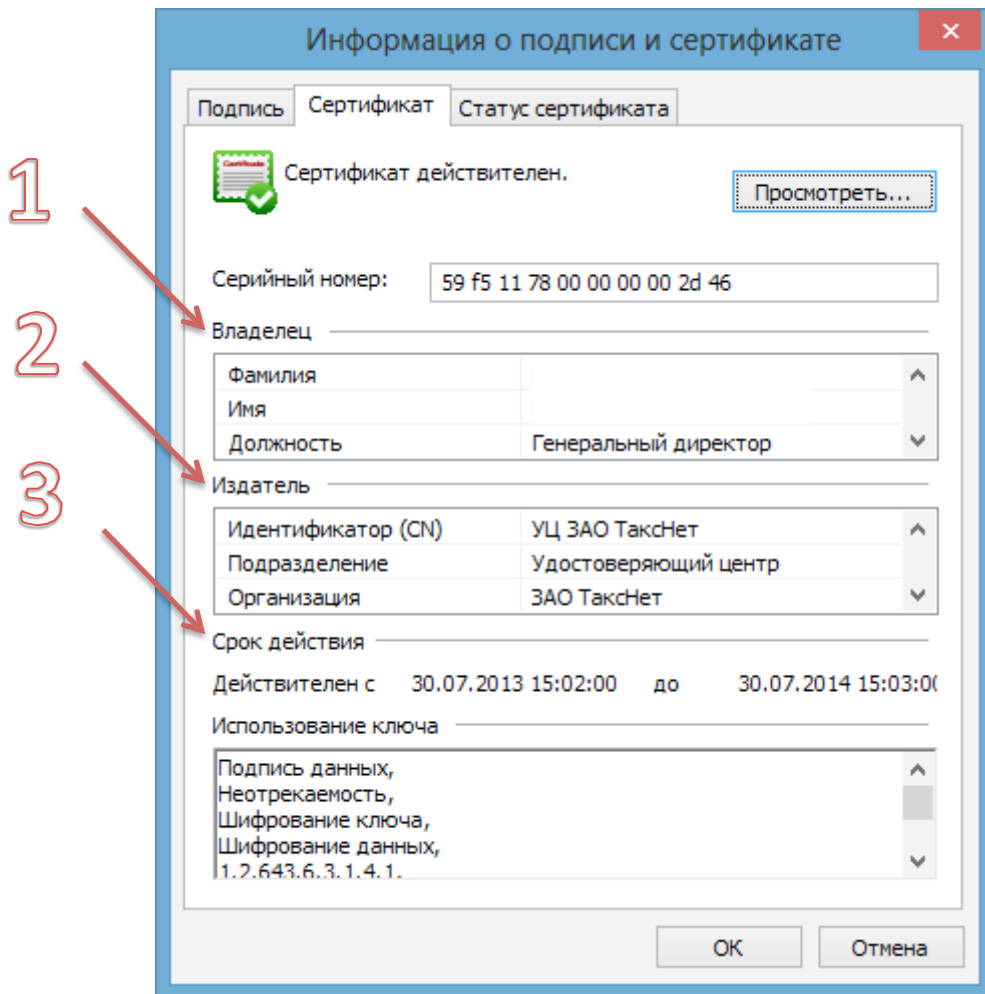 Информация о подписи и сертификате
Подпись Сертификат Статус сертификата
Certificate
Сертификат действителен.
Просмотреть...
1
Серийный номер: 59 f5 11 78 00 00 00 00 2d 46
Владелец
2
Фамилия
Имя
Должность Генеральный директор
3
Издатель
Идентификатор (CN) УЦ ЗАО ТаксНет
Подразделение Удостоверяющий центр
Организация ЗАО ТаксНет
Срок действия
Действителен с 30.07.2013 15:02:00 до 30.07.2014 15:03:00
Использование ключа
Подпись данных,
Неотрекаемость,
Шифрование ключа,
Шифрование данных,
1.2.643.6.3.1.4.1,
ОК Отмена